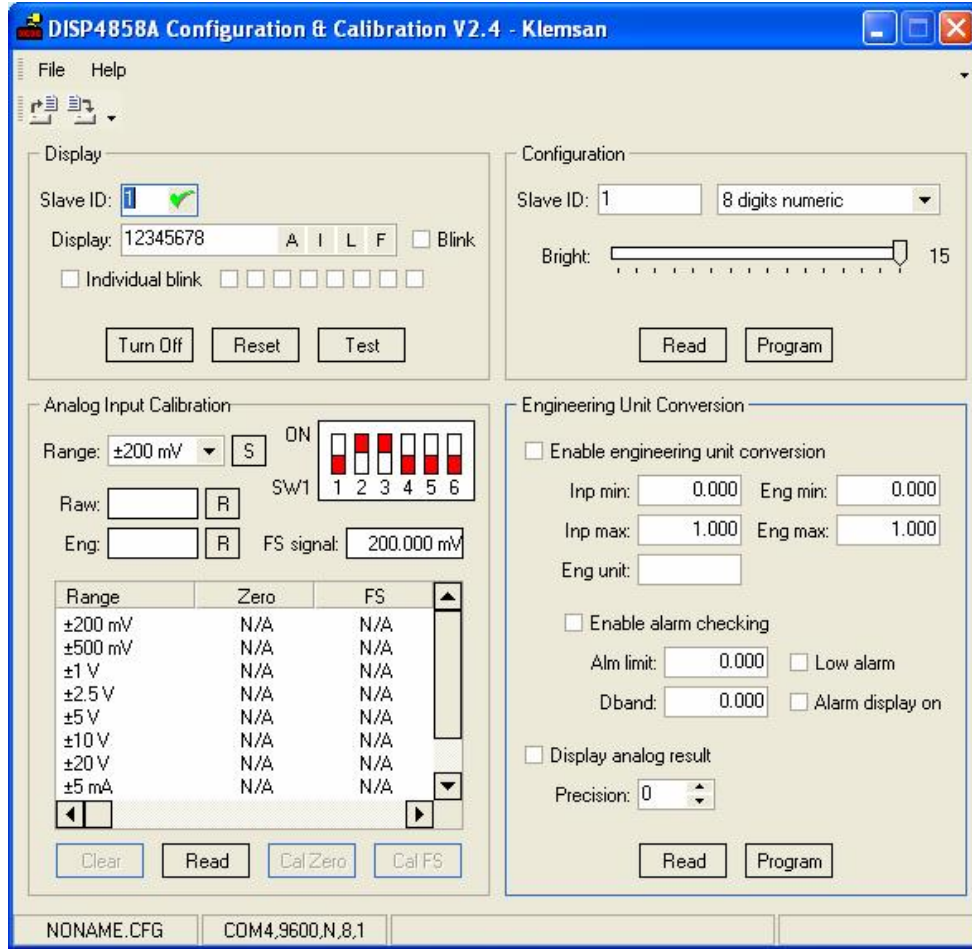 DISP4858A Configuration & Calibration V2.4 - Klemsan
File Help
Display
Slave ID: 1
Display: 12345678 A I L F Blink
Individual blink
Turn Off Reset Test
Configuration
Slave ID: 1 8 digits numeric
Bright: 15
Read Program
Analog Input Calibration
Range: ±200 mV S ON
SW1 1 2 3 4 5 6
Raw: R
Eng: R FS signal: 200.000 mV
Range Zero FS
±200 mV N/A N/A
±500 mV N/A N/A
±1 V N/A N/A
±2.5 V N/A N/A
±5 V N/A N/A
±10 V N/A N/A
±20 V N/A N/A
±5 mA N/A N/A
Clear Read Cal Zero Cal FS
Engineering Unit Conversion
Enable engineering unit conversion
Inp min: 0.000 Eng min: 0.000
Inp max: 1.000 Eng max: 1.000
Eng unit:
Enable alarm checking
Alm limit: 0.000 Low alarm
Dband: 0.000 Alarm display on
Display analog result
Precision: 0
Read Program
NONAME.CFG COM4,9600,N,8,1